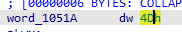 ; [00000006 BYTES: COLLAP
word_1051A dw 4Dh